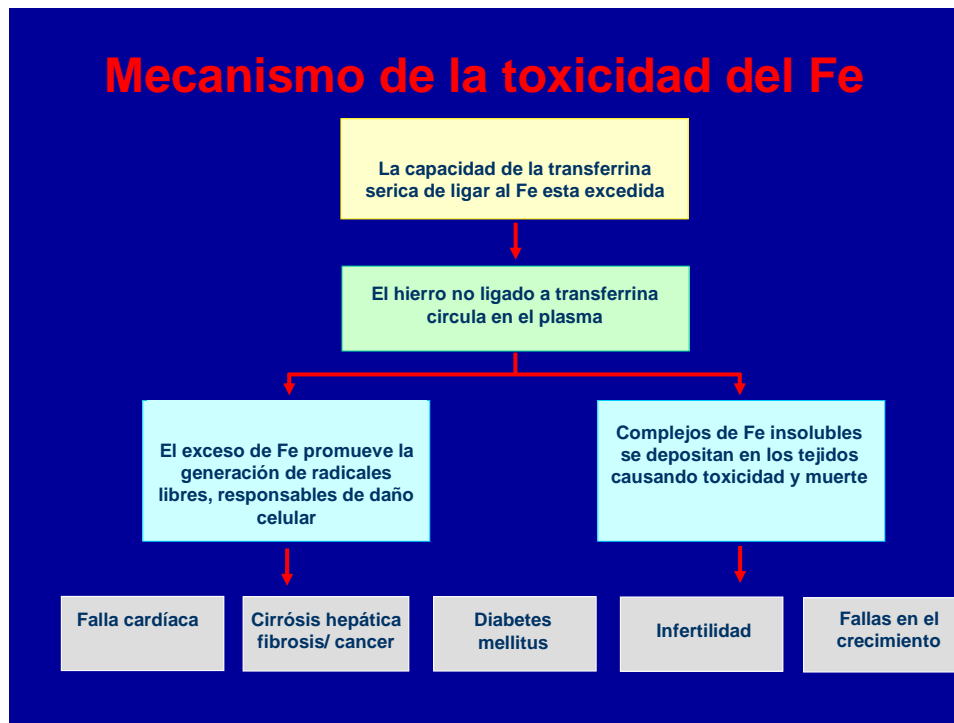 Mecanismo de la toxicidad del Fe
La capacidad de la transferrina
serica de ligar al Fe esta excedida
El hierro no ligado a transferrina
circula en el plasma
El exceso de Fe promueve la
generación de radicales
libres, responsables de daño
celular
Complejos de Fe insolubles
se depositan en los tejidos
causando toxicidad y muerte
Falla cardíaca
Cirrósis hepática
fibrosis/ cancer
Diabetes
mellitus
Infertilidad
Fallas en el
crecimiento